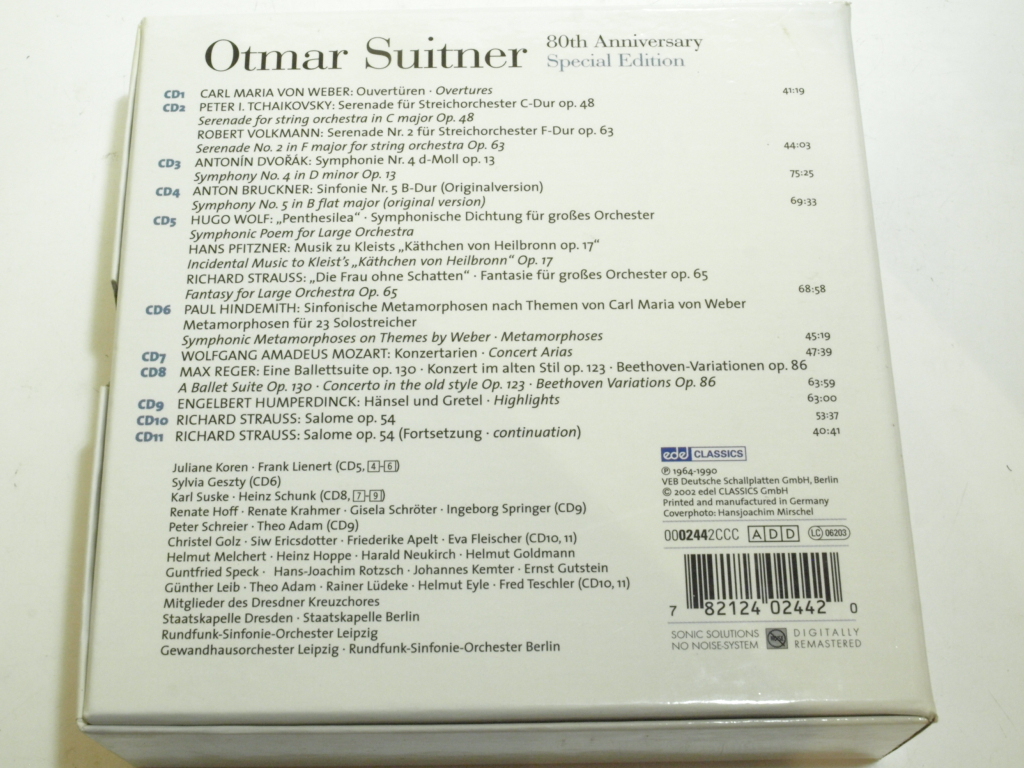 Otmar Suitner 80th Anniversary
Special Edition
CD1 CARL MARIA VON WEBER: Ouvertüren · Overtures 41:19
CD2 PETER I. TCHAIKOVSKY: Serenade für Streichorchester C-Dur op. 48
Serenade for string orchestra in C major Op. 48
ROBERT VOLKMANN: Serenade Nr. 2 für Streichorchester F-Dur op. 63
Serenade No. 2 in F major for string orchestra Op. 63 44:03
CD3 ANTONÍN DVOŘÁK: Symphonie Nr. 4 d-Moll op. 13
Symphony No. 4 in D minor Op. 13 75:25
CD4 ANTON BRUCKNER: Sinfonie Nr. 5 B-Dur (Originalversion)
Symphony No. 5 in B flat major (original version) 69:33
CD5 HUGO WOLF: „Penthesilea“ · Symphonische Dichtung für großes Orchester
Symphonic Poem for Large Orchestra
HANS PFITZNER: Musik zu Kleists „Käthchen von Heilbronn op. 17“
Incidental Music to Kleist's „Käthchen von Heilbronn“ Op. 17
RICHARD STRAUSS: „Die Frau ohne Schatten“ · Fantasie für großes Orchester op. 65
Fantasy for Large Orchestra Op. 65 68:58
CD6 PAUL HINDEMITH: Sinfonische Metamorphosen nach Themen von Carl Maria von Weber
Metamorphosen für 23 Solostreicher
Symphonic Metamorphoses on Themes by Weber · Metamorphoses 45:19
CD7 WOLFGANG AMADEUS MOZART: Konzertarien · Concert Arias 47:39
CD8 MAX REGER: Eine Ballettsuite op. 130 · Konzert im alten Stil op. 123 · Beethoven-Variationen op. 86
A Ballet Suite Op. 130 · Concerto in the old style Op. 123 · Beethoven Variations Op. 86 63:59
CD9 ENGELBERT HUMPERDINCK: Hänsel und Gretel · Highlights 63:00
CD10 RICHARD STRAUSS: Salome op. 54 53:37
CD11 RICHARD STRAUSS: Salome op. 54 (Fortsetzung · continuation) 40:41
Juliane Koren · Frank Lienert (CD5, 4-6)
Sylvia Geszty (CD6)
Karl Suske · Heinz Schunk (CD8, 7-9)
Renate Hoff · Renate Krahmer · Gisela Schröter · Ingeborg Springer (CD9)
Peter Schreier · Theo Adam (CD9)
Christel Golz · Siw Ericsdotter · Friederike Apelt · Eva Fleischer (CD10, 11)
Helmut Melchert · Heinz Hoppe · Harald Neukirch · Helmut Goldmann
Guntfried Speck · Hans-Joachim Rotzsch · Johannes Kemter · Ernst Gutstein
Günther Leib · Theo Adam · Rainer Lüdeke · Helmut Eyle · Fred Teschler (CD10, 11)
Mitglieder des Dresdner Kreuzchores
Staatskapelle Dresden · Staatskapelle Berlin
Rundfunk-Sinfonie-Orchester Leipzig
Gewandhausorchester Leipzig · Rundfunk-Sinfonie-Orchester Berlin
edel CLASSICS
℗ 1964-1990
VEB Deutsche Schallplatten GmbH, Berlin
© 2002 edel CLASSICS GmbH
Printed and manufactured in Germany
Coverphoto: Hansjoachim Mirschel
0002442CCC ADD LC 06203
7 82124 02442 0
SONIC SOLUTIONS
NO NOISE-SYSTEM
DIGITALLY
REMASTERED